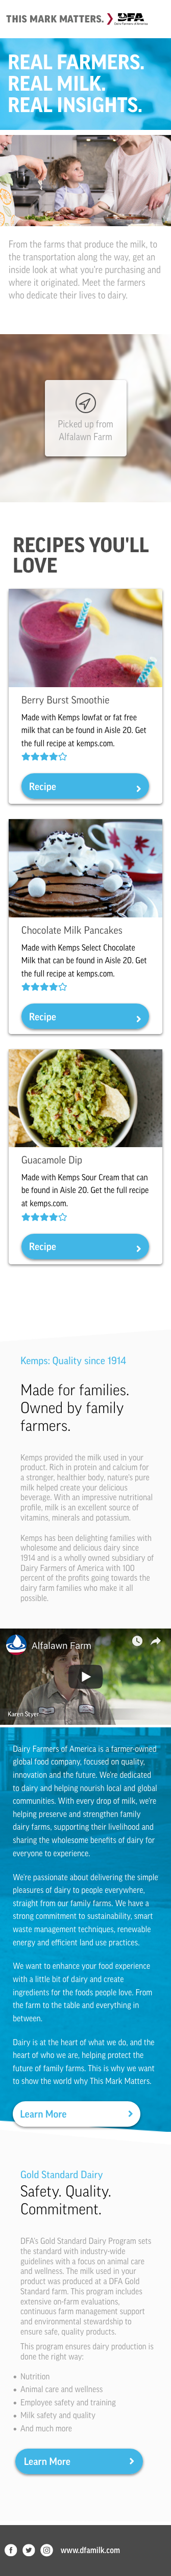 THIS MARK MATTERS. DFA
Dairy Farmers of America
REAL FARMERS.
REAL MILK.
REAL INSIGHTS.
From the farms that produce the milk, to
the transportation along the way, get an
inside look at what you're purchasing and
where it originated. Meet the farmers
who dedicate their lives to dairy.
Picked up from
Alfalawn Farm
RECIPES YOU'LL
LOVE
Berry Burst Smoothie
Made with Kemps lowfat or fat free
milk that can be found in Aisle 20. Get
the full recipe at kemps.com.
Recipe
Chocolate Milk Pancakes
Made with Kemps Select Chocolate
Milk that can be found in Aisle 20. Get
the full recipe at kemps.com.
Recipe
Guacamole Dip
Made with Kemps Sour Cream that can
be found in Aisle 20. Get the full recipe
at kemps.com.
Recipe
Kemps: Quality since 1914
Made for families.
Owned by family
farmers.
Kemps provided the milk used in your
product. Rich in protein and calcium for
a stronger, healthier body, nature's pure
milk helped create your delicious
beverage. With an impressive nutritional
profile, milk is an excellent source of
vitamins, minerals and potassium.
Kemps has been delighting families with
wholesome and delicious dairy since
1914 and is a wholly owned subsidiary of
Dairy Farmers of America with 100
percent of the profits going towards the
dairy farm families who make it all
possible.
Alfalawn Farm
Karen Styer
Dairy Farmers of America is a farmer-owned
global food company, focused on quality,
innovation and the future. We're dedicated
to dairy and helping nourish local and global
communities. With every drop of milk, we're
helping preserve and strengthen family
dairy farms, supporting their livelihood and
sharing the wholesome benefits of dairy for
everyone to experience.
We're passionate about delivering the simple
pleasures of dairy to people everywhere,
straight from our family farms. We have a
strong commitment to sustainability, smart
waste management techniques, renewable
energy and efficient land use practices.
We want to enhance your food experience
with a little bit of dairy and create
ingredients for the foods people love. From
the farm to the table and everything in
between.
Dairy is at the heart of what we do, and the
heart of who we are, helping protect the
future of family farms. This is why we want
to show the world why This Mark Matters.
Learn More
Gold Standard Dairy
Safety. Quality.
Commitment.
DFA's Gold Standard Dairy Program sets
the standard with industry-wide
guidelines with a focus on animal care
and wellness. The milk used in your
product was produced at a DFA Gold
Standard farm. This program includes
extensive on-farm evaluations,
continuous farm management support
and environmental stewardship to
ensure safe, quality products.
This program ensures dairy production is
done the right way:
• Nutrition
• Animal care and wellness
• Employee safety and training
• Milk safety and quality
• And much more
Learn More
www.dfamilk.com